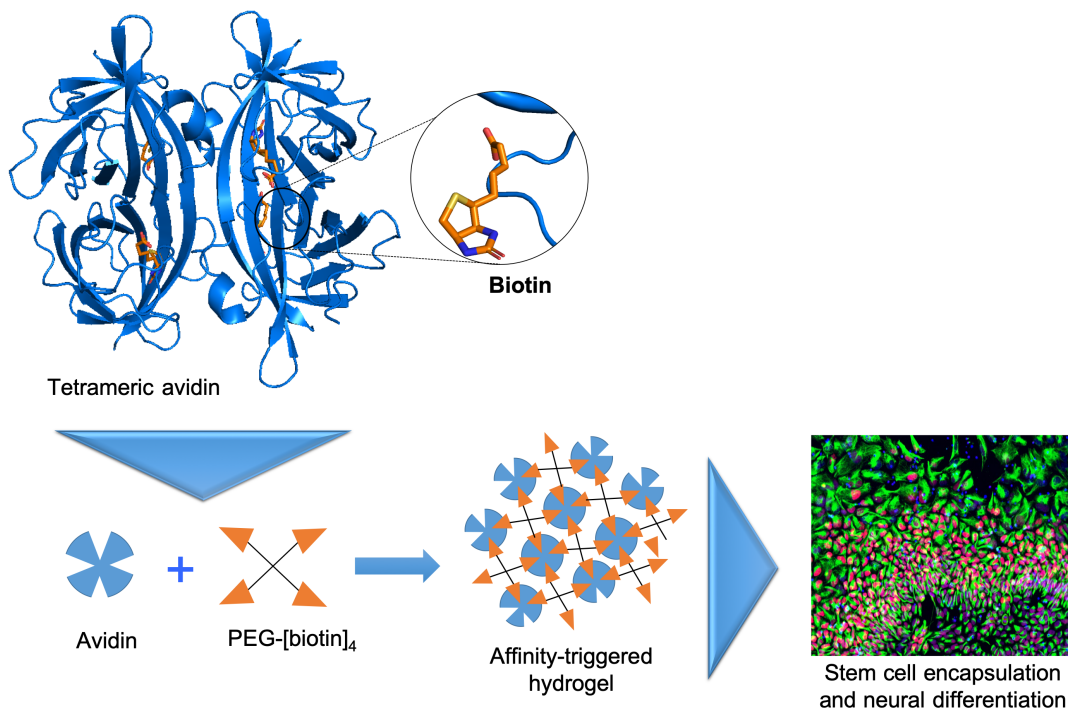 Biotin
Tetrameric avidin
+
Avidin
PEG-[biotin]₄
Affinity-triggered
hydrogel
Stem cell encapsulation
and neural differentiation